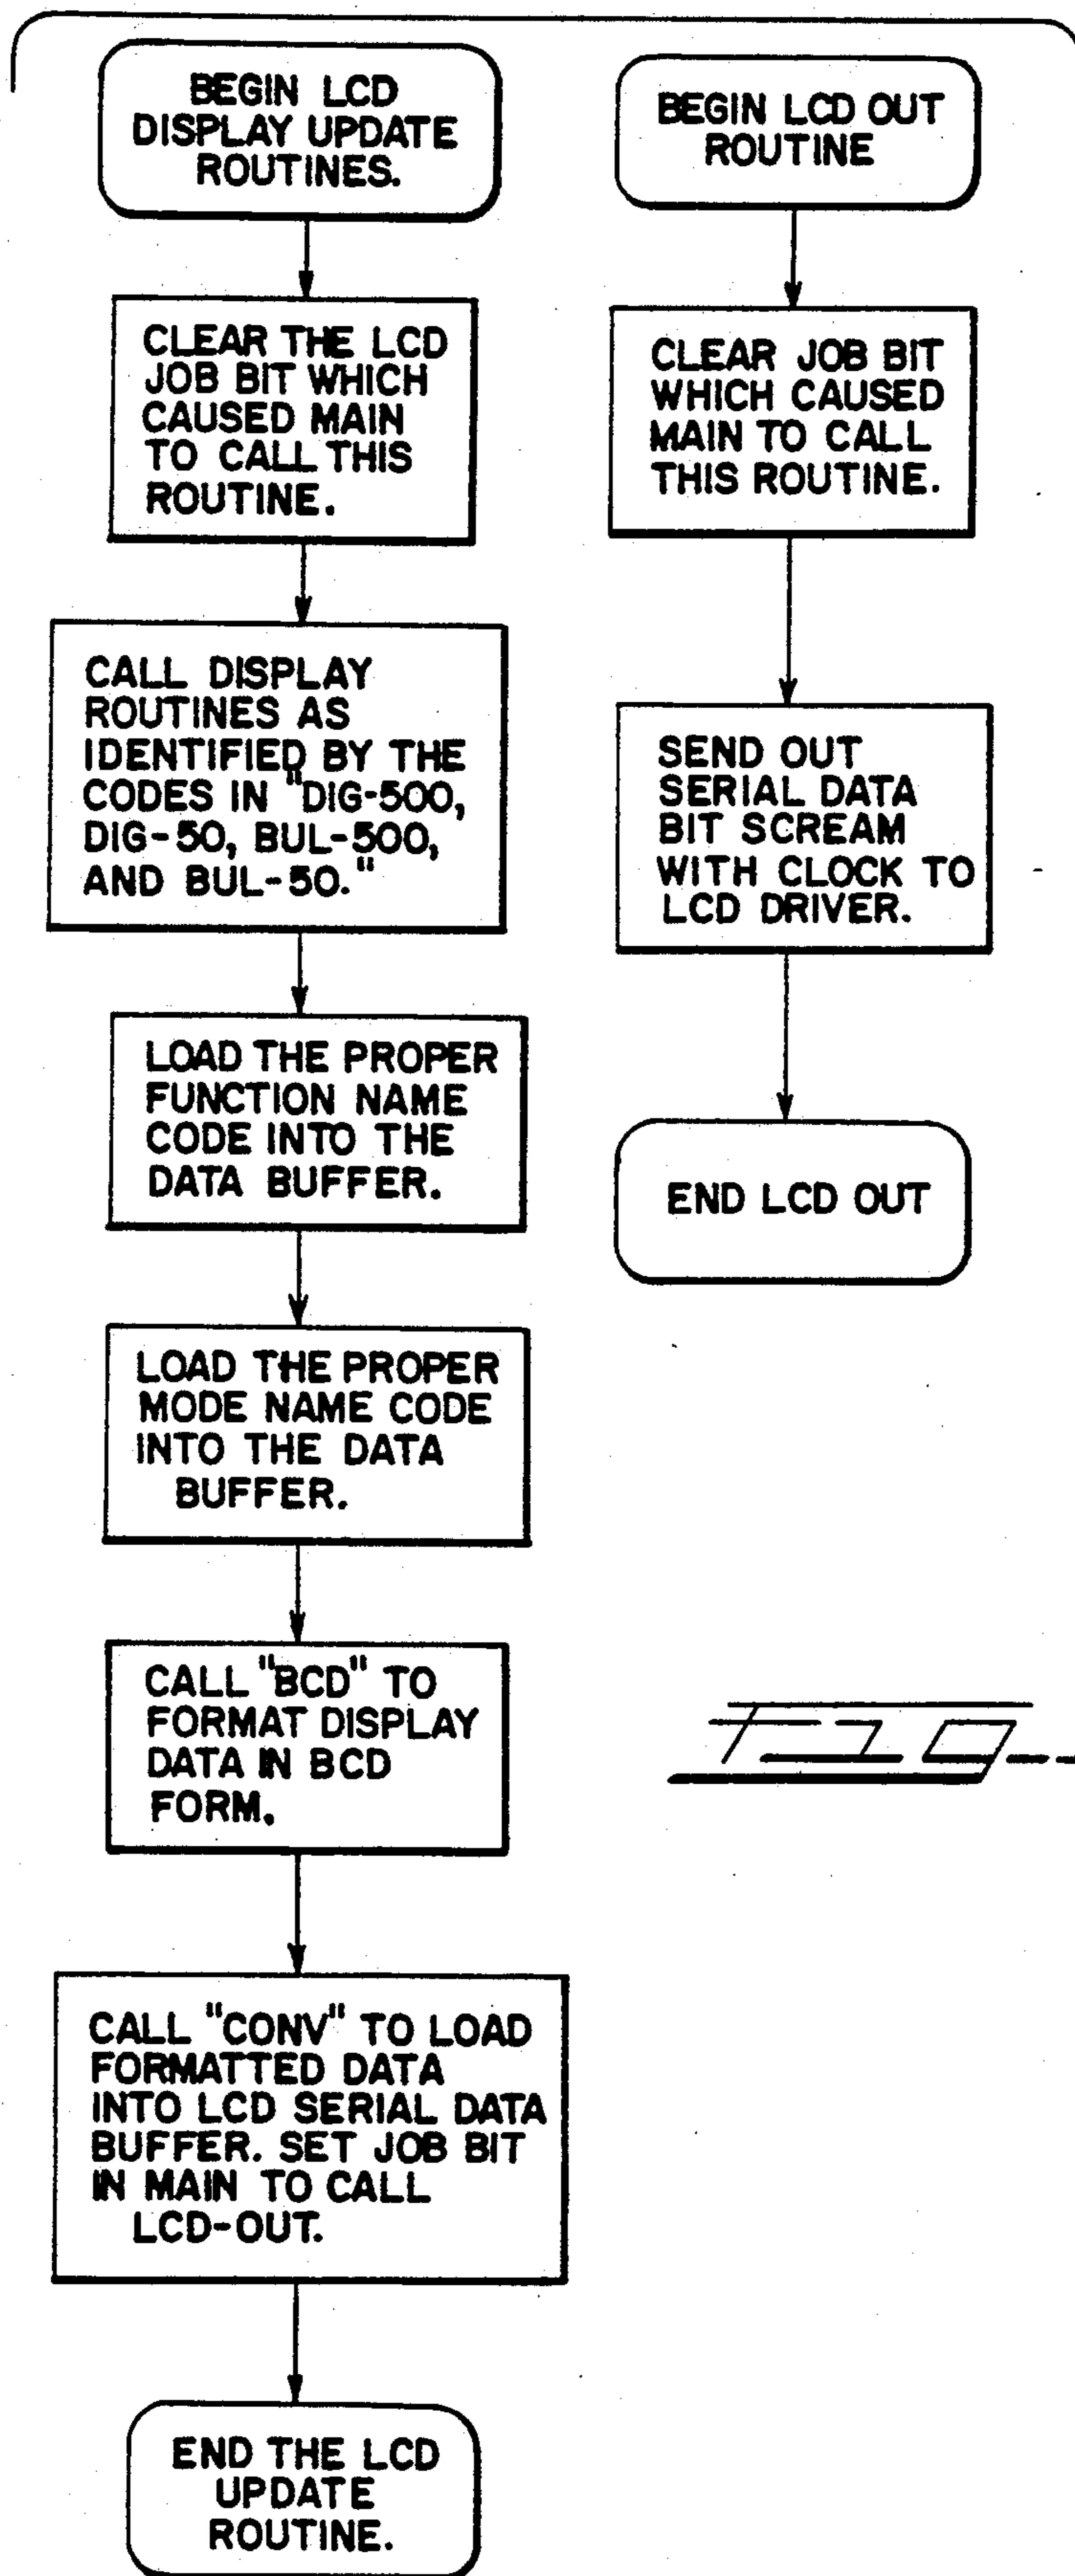 BEGIN LCD
DISPLAY UPDATE
ROUTINES.
CLEAR THE LCD
JOB BIT WHICH
CAUSED MAIN
TO CALL THIS
ROUTINE.
CALL DISPLAY
ROUTINES AS
IDENTIFIED BY THE
CODES IN "DIG-500,
DIG-50, BUL-500,
AND BUL-50."
LOAD THE PROPER
FUNCTION NAME
CODE INTO THE
DATA BUFFER.
LOAD THE PROPER
MODE NAME CODE
INTO THE DATA
BUFFER.
CALL "BCD" TO
FORMAT DISPLAY
DATA IN BCD
FORM.
CALL "CONV" TO LOAD
FORMATTED DATA
INTO LCD SERIAL DATA
BUFFER. SET JOB BIT
IN MAIN TO CALL
LCD-OUT.
END THE LCD
UPDATE
ROUTINE.
BEGIN LCD OUT
ROUTINE
CLEAR JOB BIT
WHICH CAUSED
MAIN TO CALL
THIS ROUTINE.
SEND OUT
SERIAL DATA
BIT SCREAM
WITH CLOCK TO
LCD DRIVER.
END LCD OUT